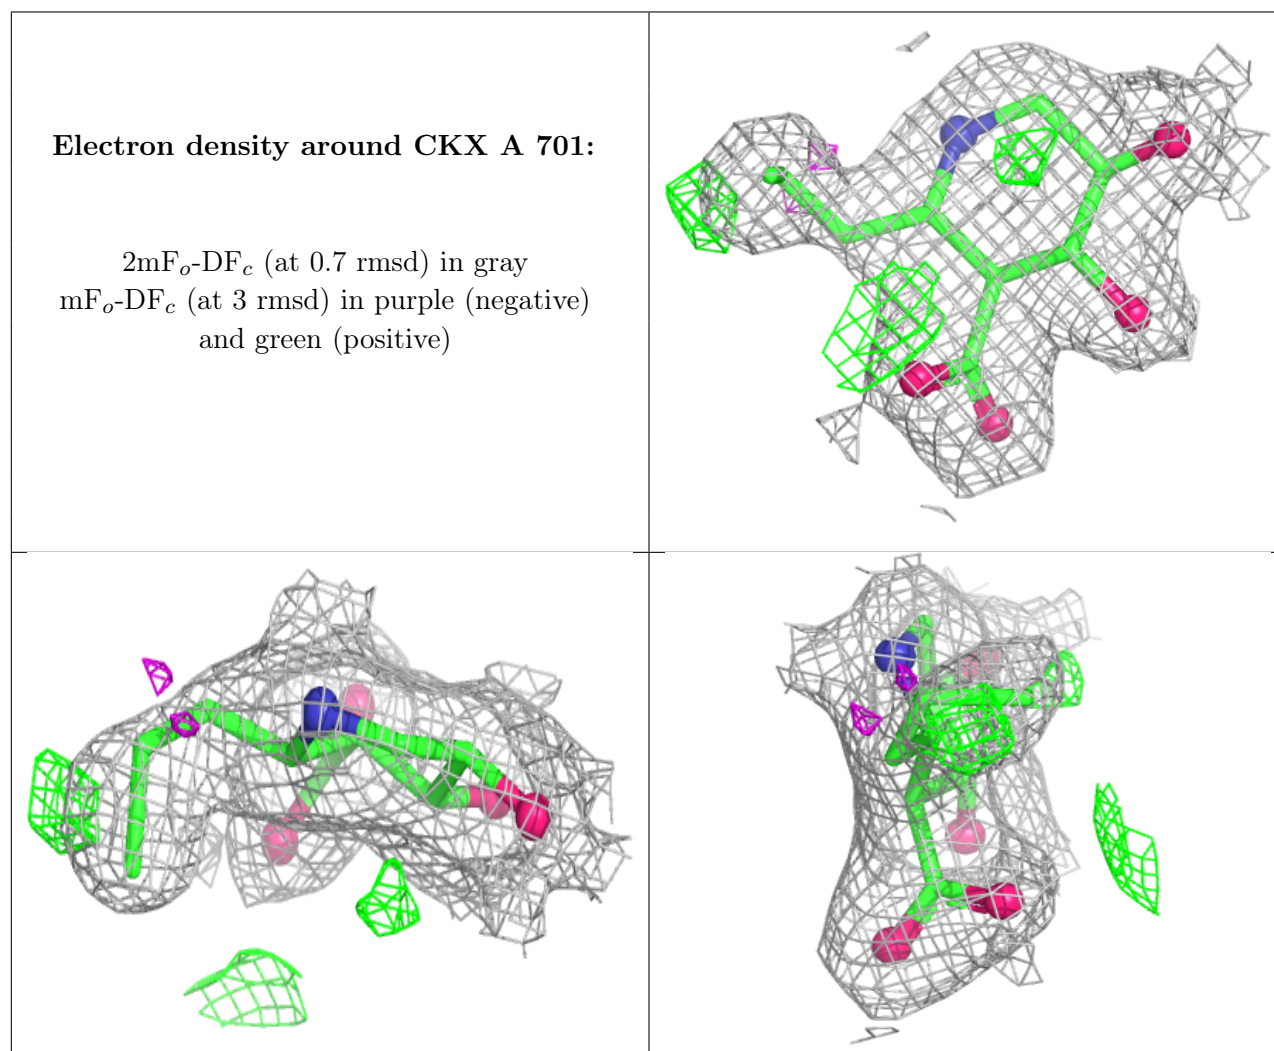 Electron density around CKX A 701:
2mFo-DFc (at 0.7 rmsd) in gray
mFo-DFc (at 3 rmsd) in purple (negative)
and green (positive)